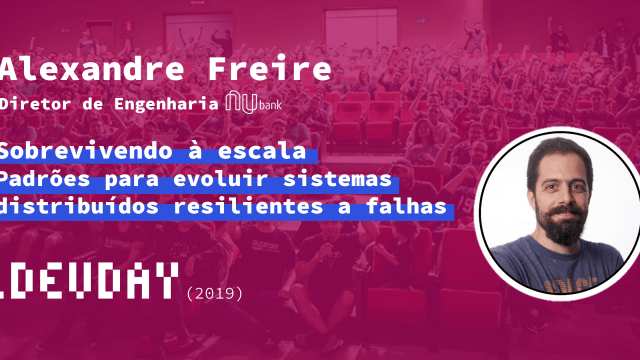 Alexandre Freire
Diretor de Engenharia nu bank
Sobrevivendo à escala
Padrões para evoluir sistemas
distribuídos resilientes a falhas
.DEVDAY (2019)